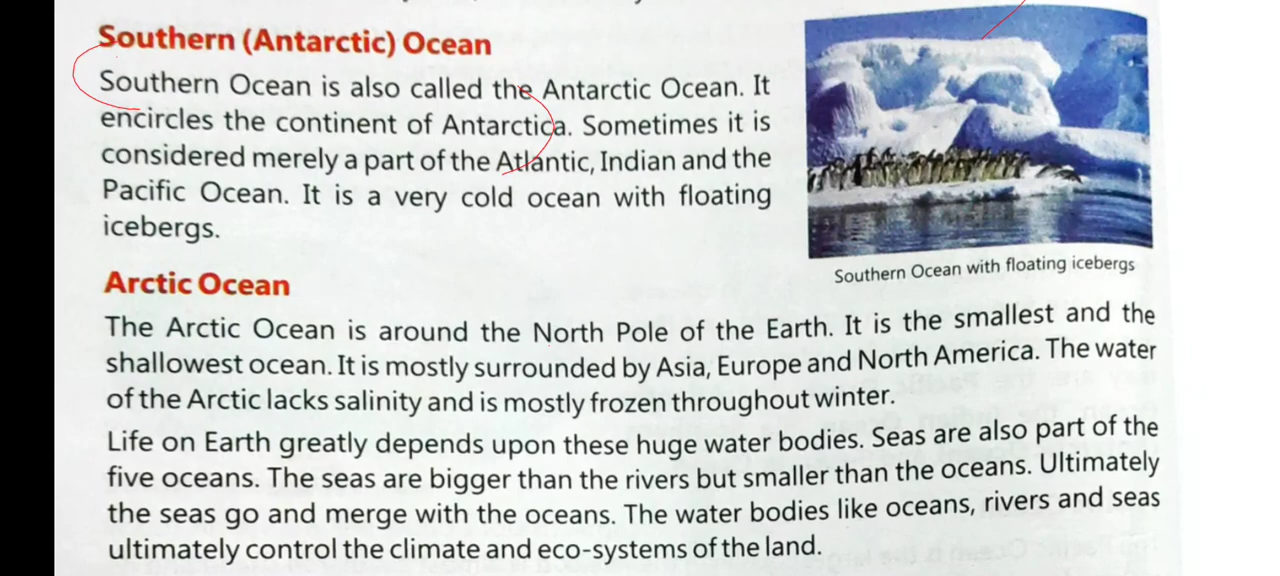 Southern (Antarctic) Ocean
Southern Ocean is also called the Antarctic Ocean. It
encircles the continent of Antarctica. Sometimes it is
considered merely a part of the Atlantic, Indian and the
Pacific Ocean. It is a very cold ocean with floating
icebergs.
Southern Ocean with floating icebergs
Arctic Ocean
The Arctic Ocean is around the North Pole of the Earth. It is the smallest and the
shallowest ocean. It is mostly surrounded by Asia, Europe and North America. The water
of the Arctic lacks salinity and is mostly frozen throughout winter.
Life on Earth greatly depends upon these huge water bodies. Seas are also part of the
five oceans. The seas are bigger than the rivers but smaller than the oceans. Ultimately
the seas go and merge with the oceans. The water bodies like oceans, rivers and seas
ultimately control the climate and eco-systems of the land.